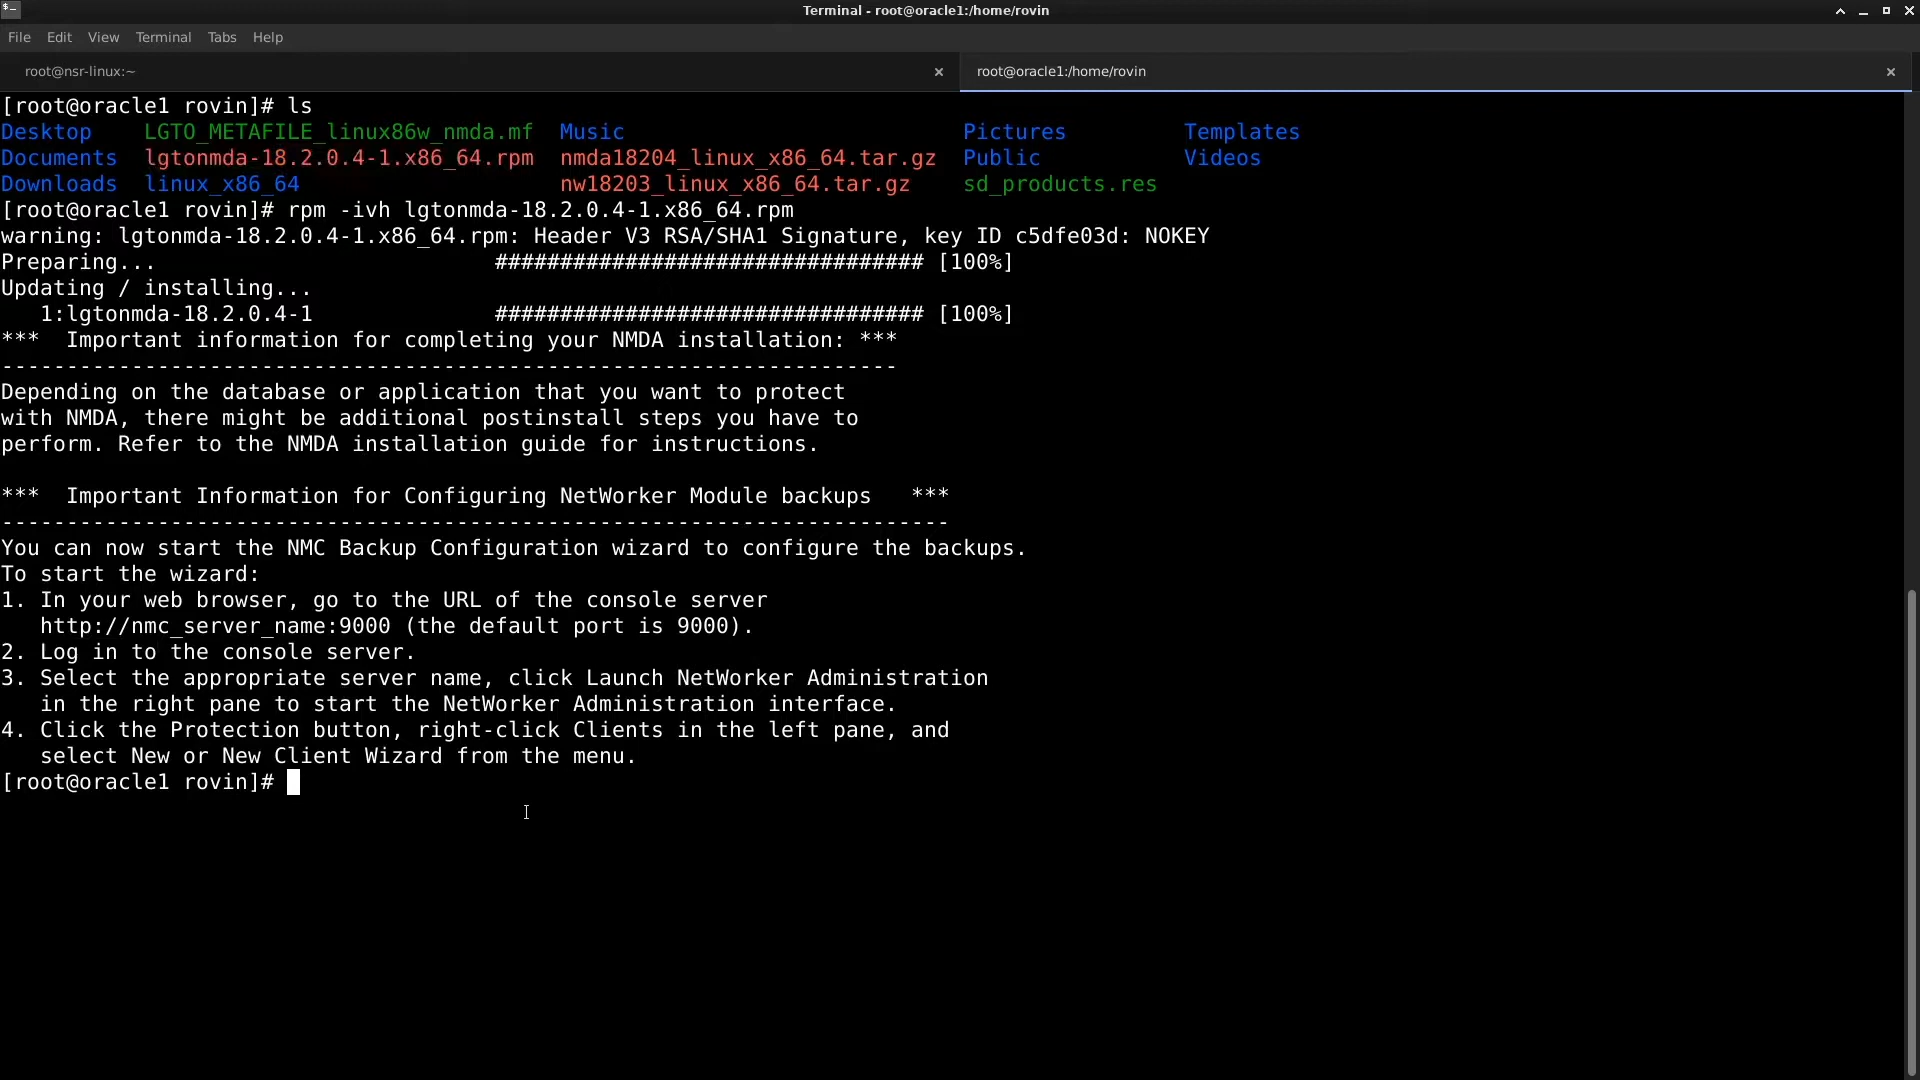 Terminal - root@oracle1:/home/rovin
File Edit View Terminal Tabs Help
root@nsr-linux:~ root@oracle1:/home/rovin
[root@oracle1 rovin]# ls
Desktop LGTO_METAFILE_linux86w_nmda.mf Music Pictures Templates
Documents lgtonmda-18.2.0.4-1.x86_64.rpm nmda18204_linux_x86_64.tar.gz Public Videos
Downloads linux_x86_64 nw18203_linux_x86_64.tar.gz sd_products.res
[root@oracle1 rovin]# rpm -ivh lgtonmda-18.2.0.4-1.x86_64.rpm
warning: lgtonmda-18.2.0.4-1.x86_64.rpm: Header V3 RSA/SHA1 Signature, key ID c5dfe03d: NOKEY
Preparing... ################################# [100%]
Updating / installing...
1:lgtonmda-18.2.0.4-1 ################################# [100%]
*** Important information for completing your NMDA installation: ***
---------------------------------------------------------------------
Depending on the database or application that you want to protect
with NMDA, there might be additional postinstall steps you have to
perform. Refer to the NMDA installation guide for instructions.
*** Important Information for Configuring NetWorker Module backups ***
-------------------------------------------------------------------------
You can now start the NMC Backup Configuration wizard to configure the backups.
To start the wizard:
1. In your web browser, go to the URL of the console server
http://nmc_server_name:9000 (the default port is 9000).
2. Log in to the console server.
3. Select the appropriate server name, click Launch NetWorker Administration
in the right pane to start the NetWorker Administration interface.
4. Click the Protection button, right-click Clients in the left pane, and
select New or New Client Wizard from the menu.
[root@oracle1 rovin]#